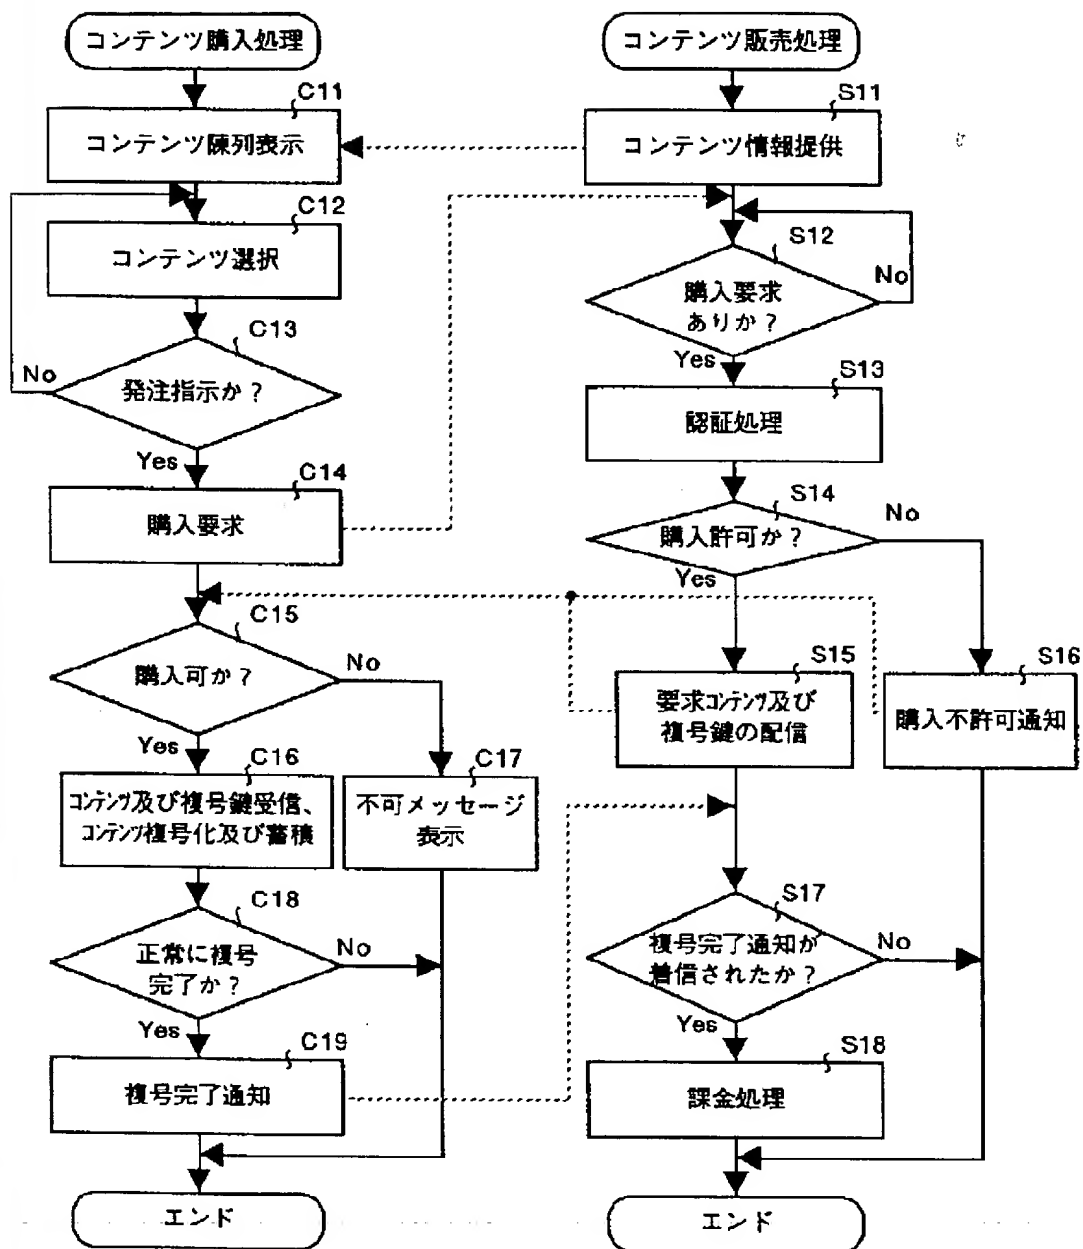 コンテンツ購入処理
C11
コンテンツ陳列表示
C12
コンテンツ選択
C13
発注指示か?
No
Yes
C14
購入要求
C15
購入可か?
No
Yes
C16
コンテンツ及び複号鍵受信、
コンテンツ複号化及び蓄積
C17
不可メッセージ
表示
C18
正常に複号
完了か?
No
Yes
C19
複号完了通知
エンド
コンテンツ販売処理
S11
コンテンツ情報提供
S12
購入要求
ありか?
No
Yes
S13
認証処理
S14
購入許可か?
No
Yes
S15
要求コンテンツ及び
複号鍵の配信
S16
購入不許可通知
S17
複号完了通知が
着信されたか?
No
Yes
S18
課金処理
エンド